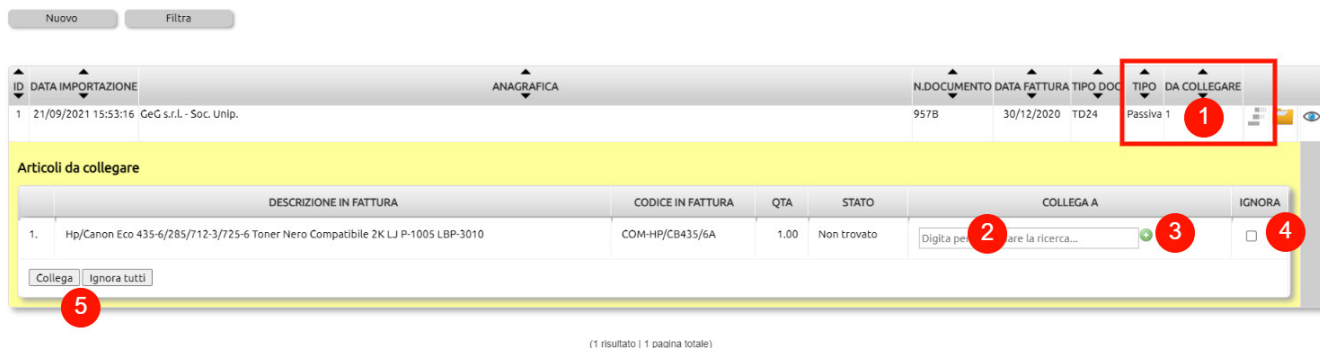 Nuovo Filtra
ID DATA IMPORTAZIONE ANAGRAFICA N.DOCUMENTO DATA FATTURA TIPO DOC TIPO DA COLLEGARE
1 21/09/2021 15:53:16 GeG s.r.l. - Soc. Unip. 957B 30/12/2020 TD24 Passiva 1 1
Articoli da collegare
DESCRIZIONE IN FATTURA CODICE IN FATTURA QTA STATO COLLEGA A IGNORA
1. Hp/Canon Eco 435-6/285/712-3/725-6 Toner Nero Compatibile 2K LJ P-1005 LBP-3010 COM-HP/CB435/6A 1.00 Non trovato Digita 2 la ricerca... 3 4
Collega Ignora tutti
5
(1 risultato | 1 pagina totale)